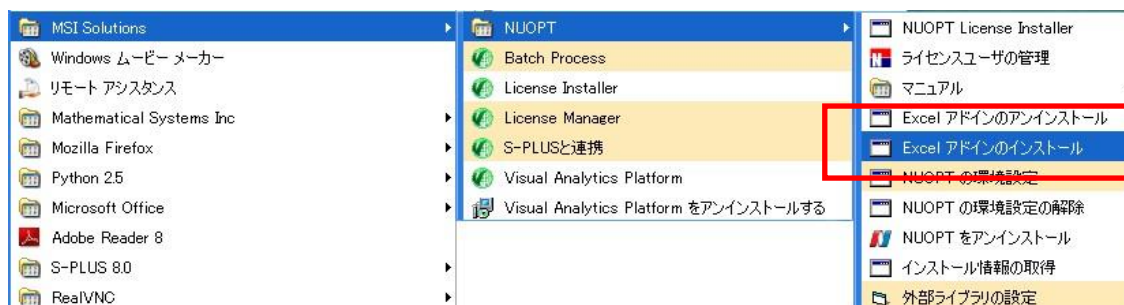 MSI Solutions
Windows ムービー メーカー
リモート アシスタンス
Mathematical Systems Inc
Mozilla Firefox
Python 2.5
Microsoft Office
Adobe Reader 8
S-PLUS 8.0
RealVNC
NUOPT
Batch Process
License Installer
License Manager
S-PLUSと連携
Visual Analytics Platform
Visual Analytics Platform をアンインストールする
NUOPT License Installer
ライセンスユーザの管理
マニュアル
Excel アドインのアンインストール
Excel アドインのインストール
NUOPT の環境設定
NUOPT の環境設定の解除
NUOPT をアンインストール
インストール情報の取得
外部ライブラリの設定